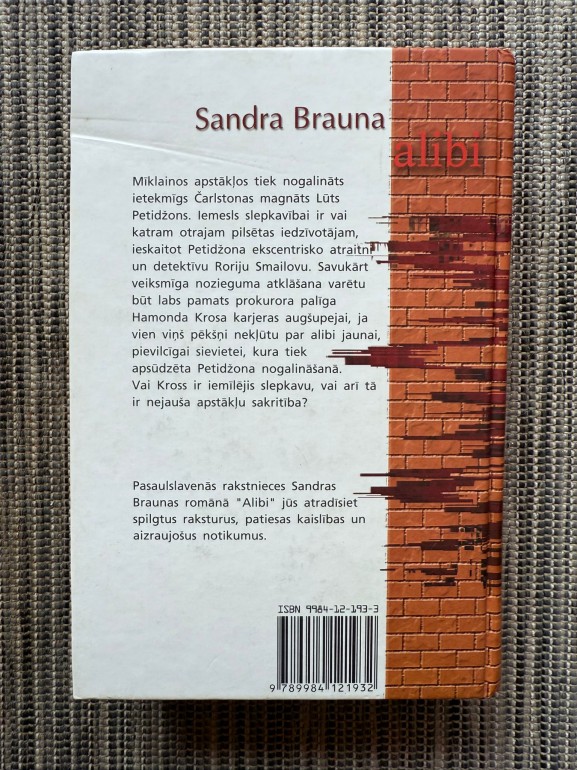 Sandra Brauna
alibi
Mīklainos apstākļos tiek nogalināts
ietekmīgs Čarlstonas magnāts Lūts
Petidžons. Iemesls slepkavībai ir vai
katram otrajam pilsētas iedzīvotājam,
ieskaitot Petidžona ekscentrisko atraitni
un detektīvu Roriju Smailovu. Savukārt
veiksmīga nozieguma atklāšana varētu
būt labs pamats prokurora palīga
Hamonda Krosa karjeras augšupejai, ja
vien viņš pēkšņi nekļūtu par alibi jaunai,
pievilcīgai sievietei, kura tiek
apsūdzēta Petidžona nogalināšanā.
Vai Kross ir iemīlējis slepkavu, vai arī tā
ir nejauša apstākļu sakritība?
Pasaulslavenās rakstnieces Sandras
Braunas romānā "Alibi" jūs atradīsiet
spilgtus raksturus, patiesas kaislības un
aizraujošus notikumus.
ISBN 9984-12-193-3
9 789984 121932